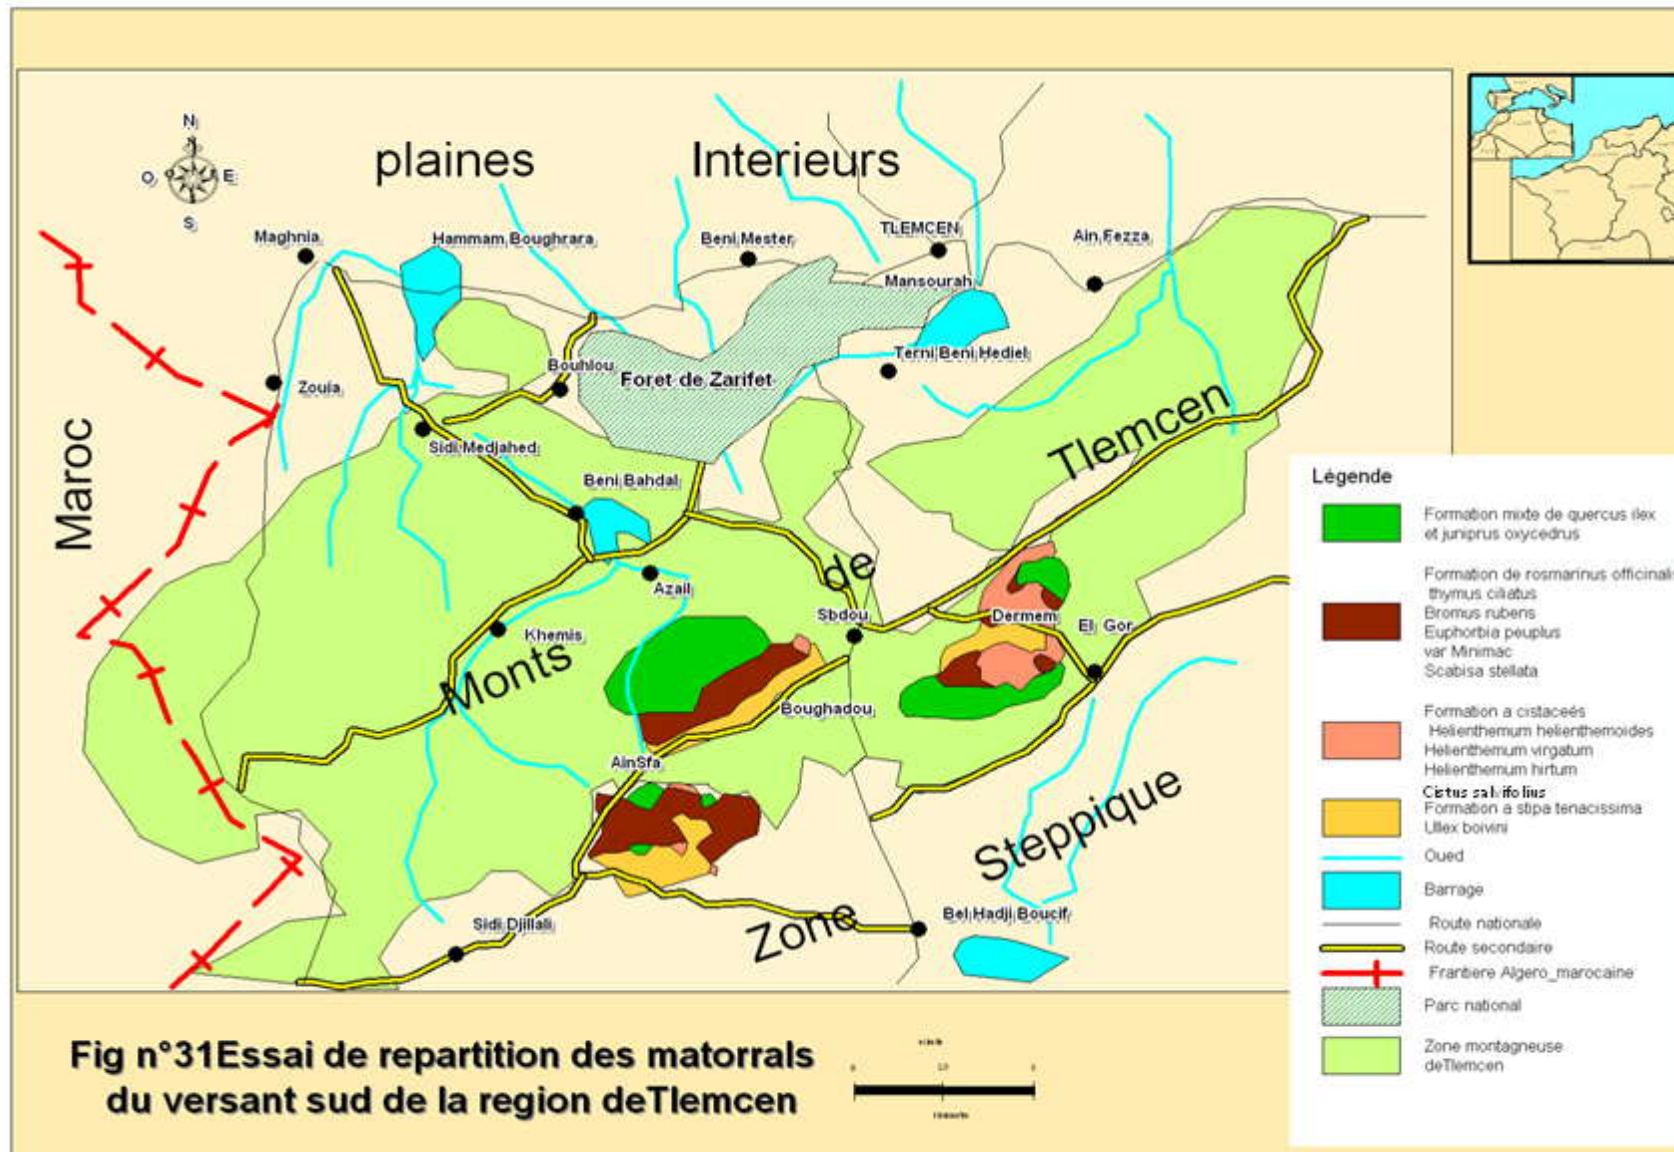 N
O
E
S
plaines Interieurs
Maghnia
Hammam Boughrara
Beni Mester
TLEMCEN
Ain Fezza
Mansourah
Zouia
Bouhlou
Foret de Zarifet
Terni Beni Hediel
Maroc
Sidi Medjahed
Beni Bahdal
Azail
Khemis
Sbdou
Dermem
El Gor
Monts de Tlemcen
Boughadou
AinSfa
Sidi Djillali
Bel Hadji Boucif
Zone Steppique
Légende
Formation mixte de quercus ilex
et juniprus oxycedrus
Formation de rosmarinus officinalis
thymus ciliatus
Bromus rubens
Euphorbia peuplus
var Minimac
Scabisa stellata
Formation a cistaceés
Helienthemum helienthemoides
Helienthemum virgatum
Helienthemum hirtum
Cistus salvifolius
Formation a stipa tenacissima
Ullex boivini
Oued
Barrage
Route nationale
Route secondaire
Frantiere Algero_marocaine
Parc national
Zone montagneuse
deTlemcen
Fig n°31Essai de repartition des matorrals
du versant sud de la region deTlemcen